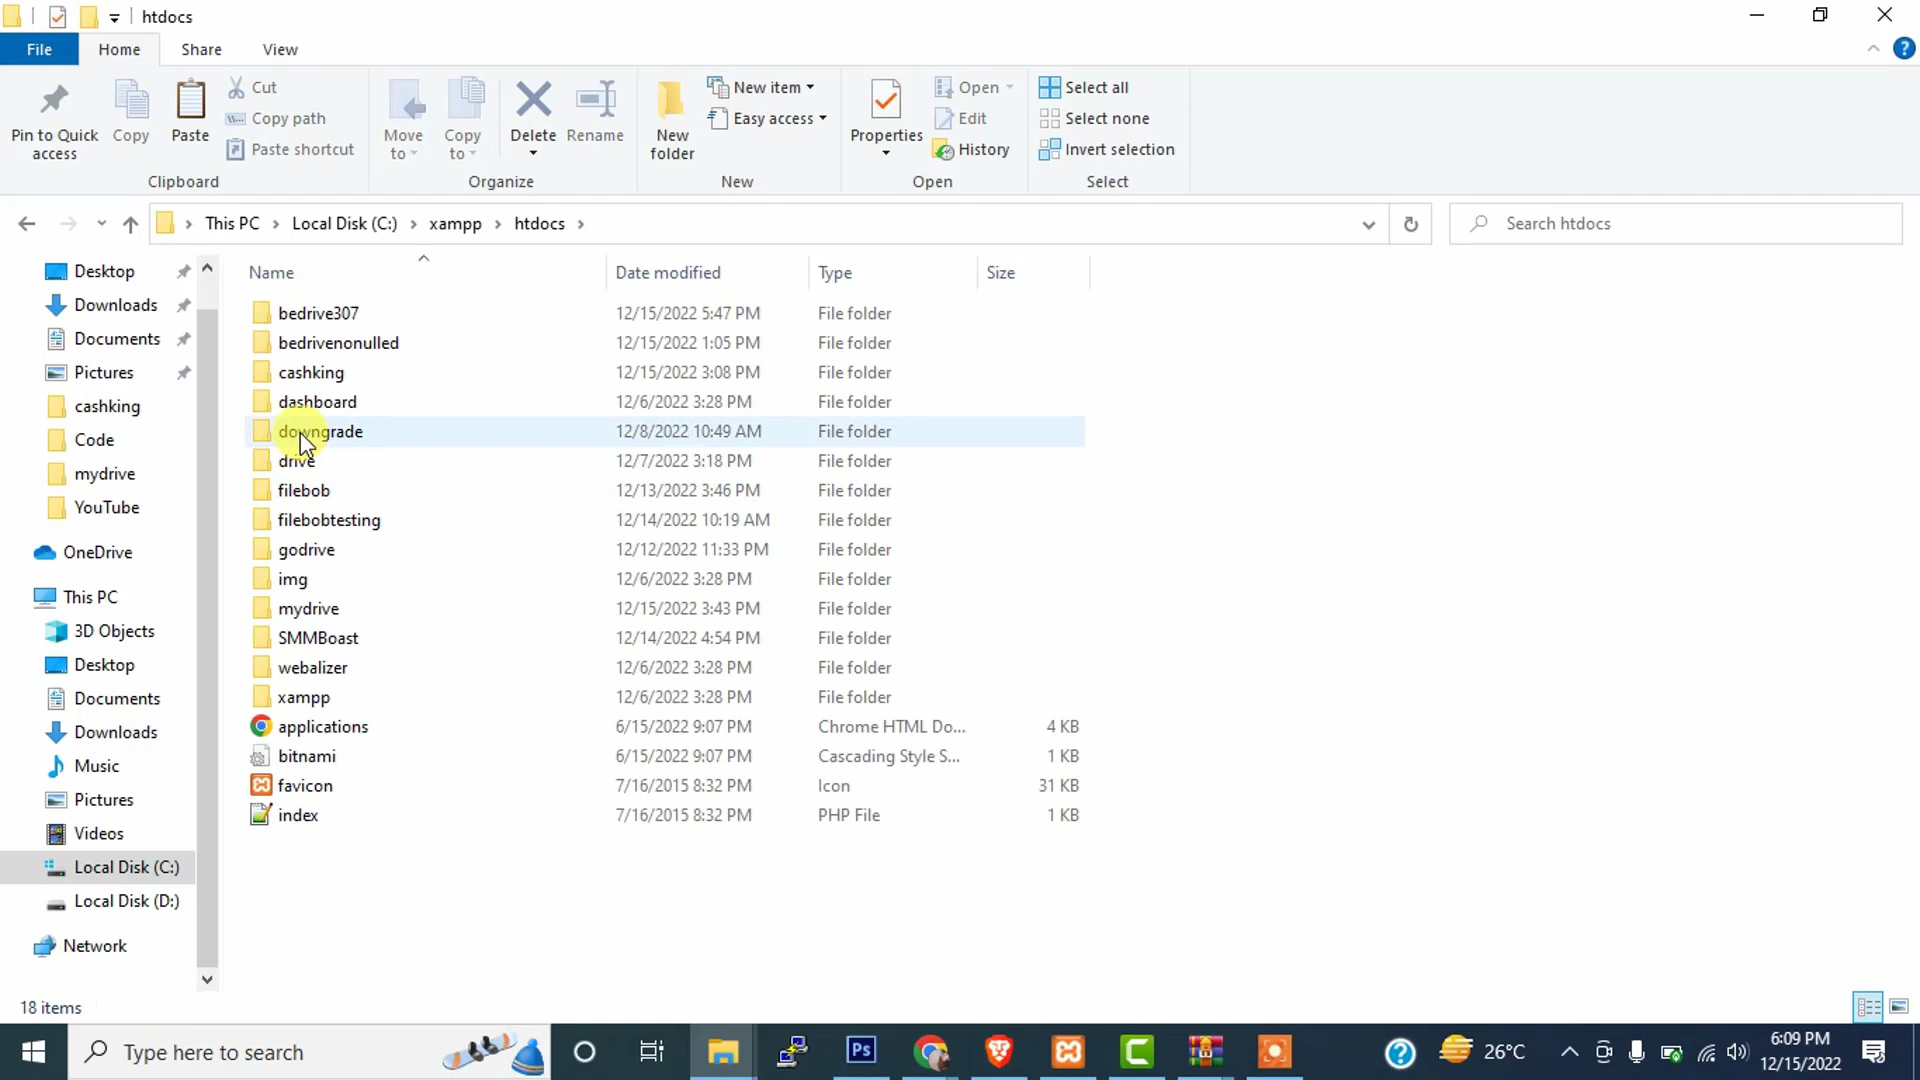 htdocs
File Home Share View
Pin to Quick access
Copy
Paste
Cut
Copy path
Paste shortcut
Clipboard
Move to
Copy to
Delete
Rename
Organize
New folder
New item
Easy access
New
Properties
Open
Edit
History
Open
Select all
Select none
Invert selection
Select
This PC Local Disk (C:) xampp htdocs
Search htdocs
Desktop
Downloads
Documents
Pictures
cashking
Code
mydrive
YouTube
OneDrive
This PC
3D Objects
Desktop
Documents
Downloads
Music
Pictures
Videos
Local Disk (C:)
Local Disk (D:)
Network
Name Date modified Type Size
bedrive307 12/15/2022 5:47 PM File folder
bedrivenonulled 12/15/2022 1:05 PM File folder
cashking 12/15/2022 3:08 PM File folder
dashboard 12/6/2022 3:28 PM File folder
downgrade 12/8/2022 10:49 AM File folder
drive 12/7/2022 3:18 PM File folder
filebob 12/13/2022 3:46 PM File folder
filebobtesting 12/14/2022 10:19 AM File folder
godrive 12/12/2022 11:33 PM File folder
img 12/6/2022 3:28 PM File folder
mydrive 12/15/2022 3:43 PM File folder
SMMBoast 12/14/2022 4:54 PM File folder
webalizer 12/6/2022 3:28 PM File folder
xampp 12/6/2022 3:28 PM File folder
applications 6/15/2022 9:07 PM Chrome HTML Do... 4 KB
bitnami 6/15/2022 9:07 PM Cascading Style S... 1 KB
favicon 7/16/2015 8:32 PM Icon 31 KB
index 7/16/2015 8:32 PM PHP File 1 KB
18 items
Type here to search
Ps
26°C
6:09 PM
12/15/2022